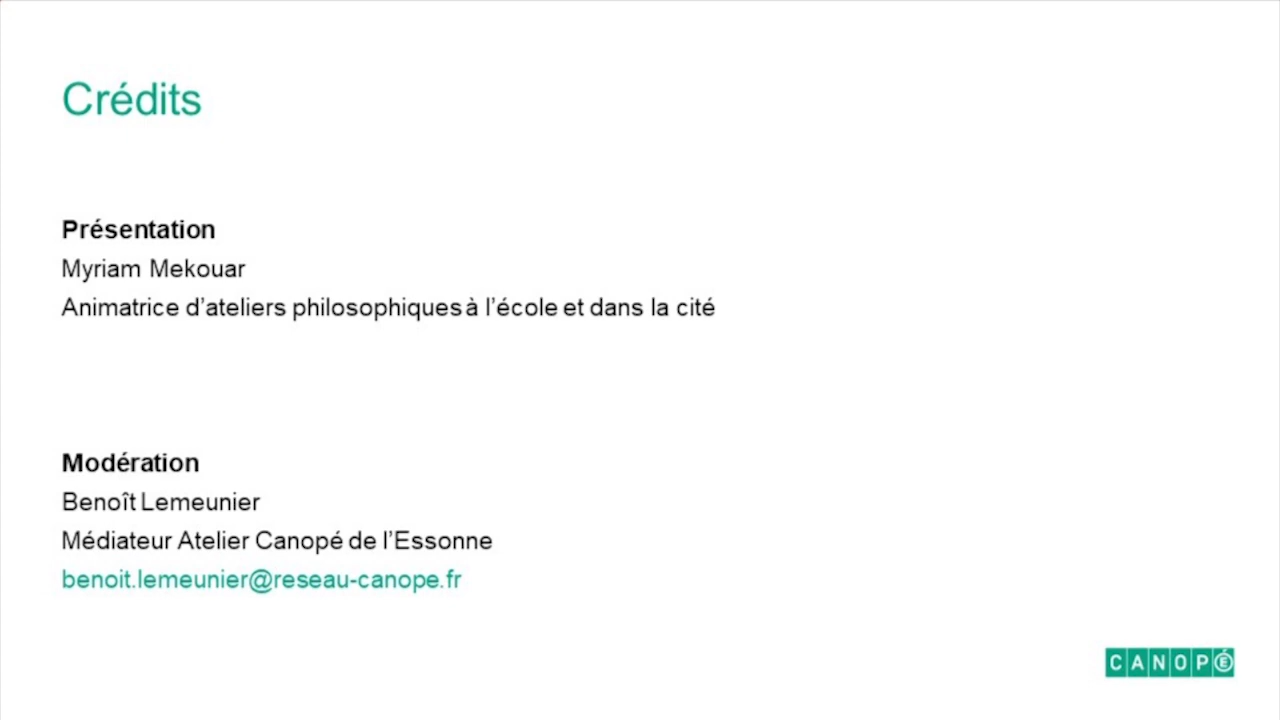 Crédits
Présentation
Myriam Mekouar
Animatrice d’ateliers philosophiques à l’école et dans la cité
Modération
Benoît Lemeunier
Médiateur Atelier Canopé de l’Essonne
benoit.lemeunier@reseau-canope.fr
CANOPÉ